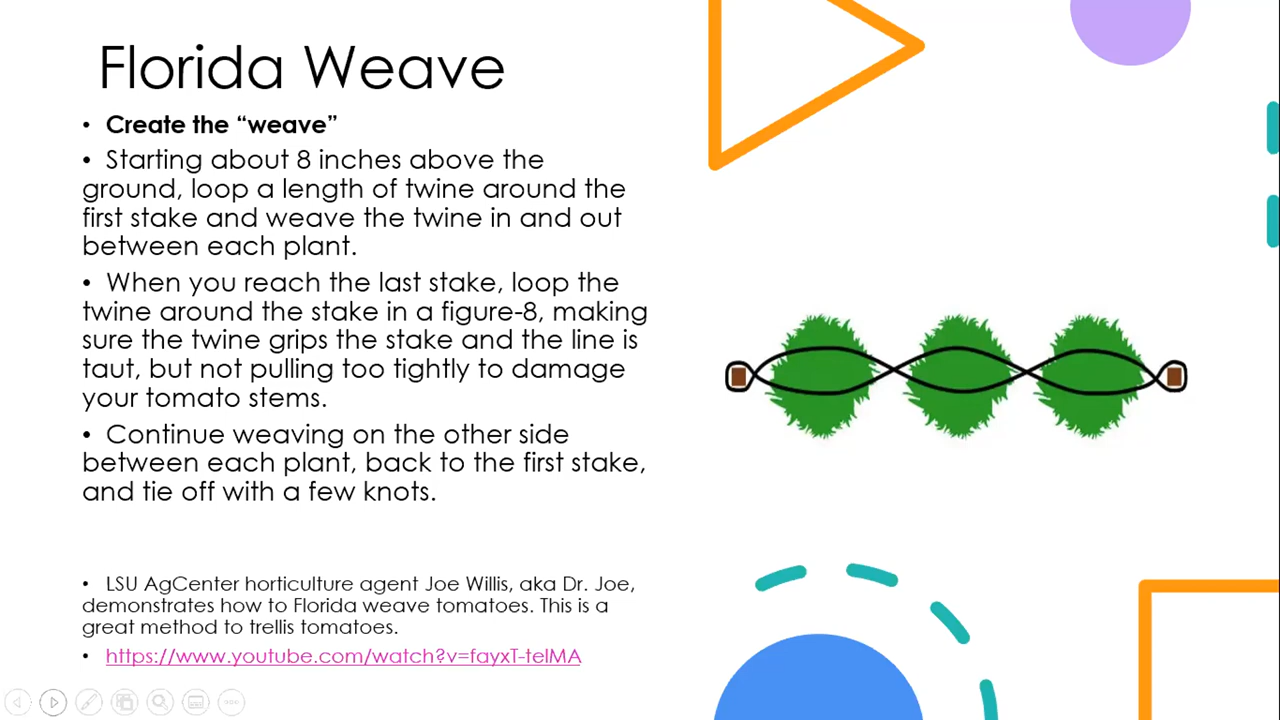 Florida Weave
• Create the “weave”
• Starting about 8 inches above the
ground, loop a length of twine around the
first stake and weave the twine in and out
between each plant.
• When you reach the last stake, loop the
twine around the stake in a figure-8, making
sure the twine grips the stake and the line is
taut, but not pulling too tightly to damage
your tomato stems.
• Continue weaving on the other side
between each plant, back to the first stake,
and tie off with a few knots.
• LSU AgCenter horticulture agent Joe Willis, aka Dr. Joe,
demonstrates how to Florida weave tomatoes. This is a
great method to trellis tomatoes.
• https://www.youtube.com/watch?v=fayxT-teIMA